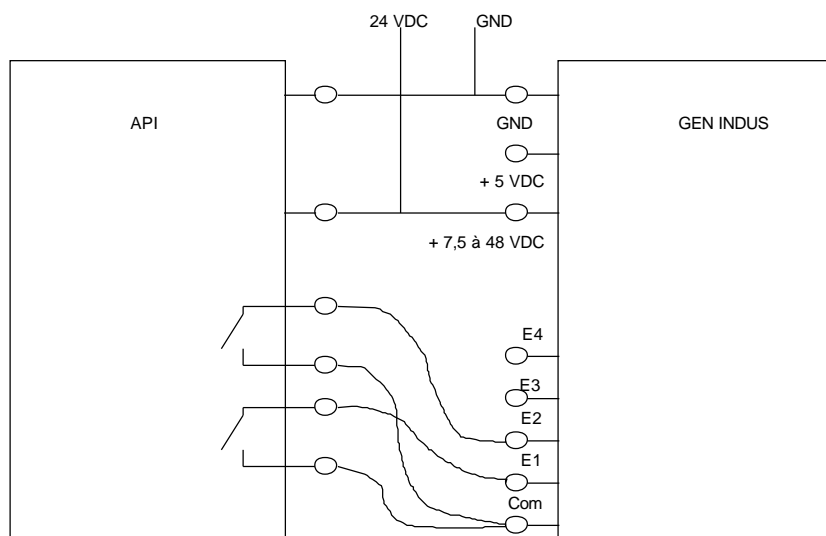 24 VDC
GND
API
GND
GEN INDUS
+ 5 VDC
+ 7,5 à 48 VDC
E4
E3
E2
E1
Com